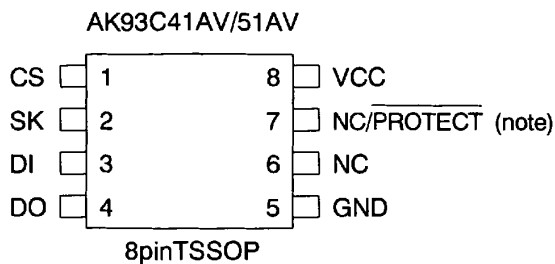 AK93C41AV/51AV
CS 1 8 VCC
SK 2 7 NC/PROTECT (note)
DI 3 6 NC
DO 4 5 GND
8pinTSSOP